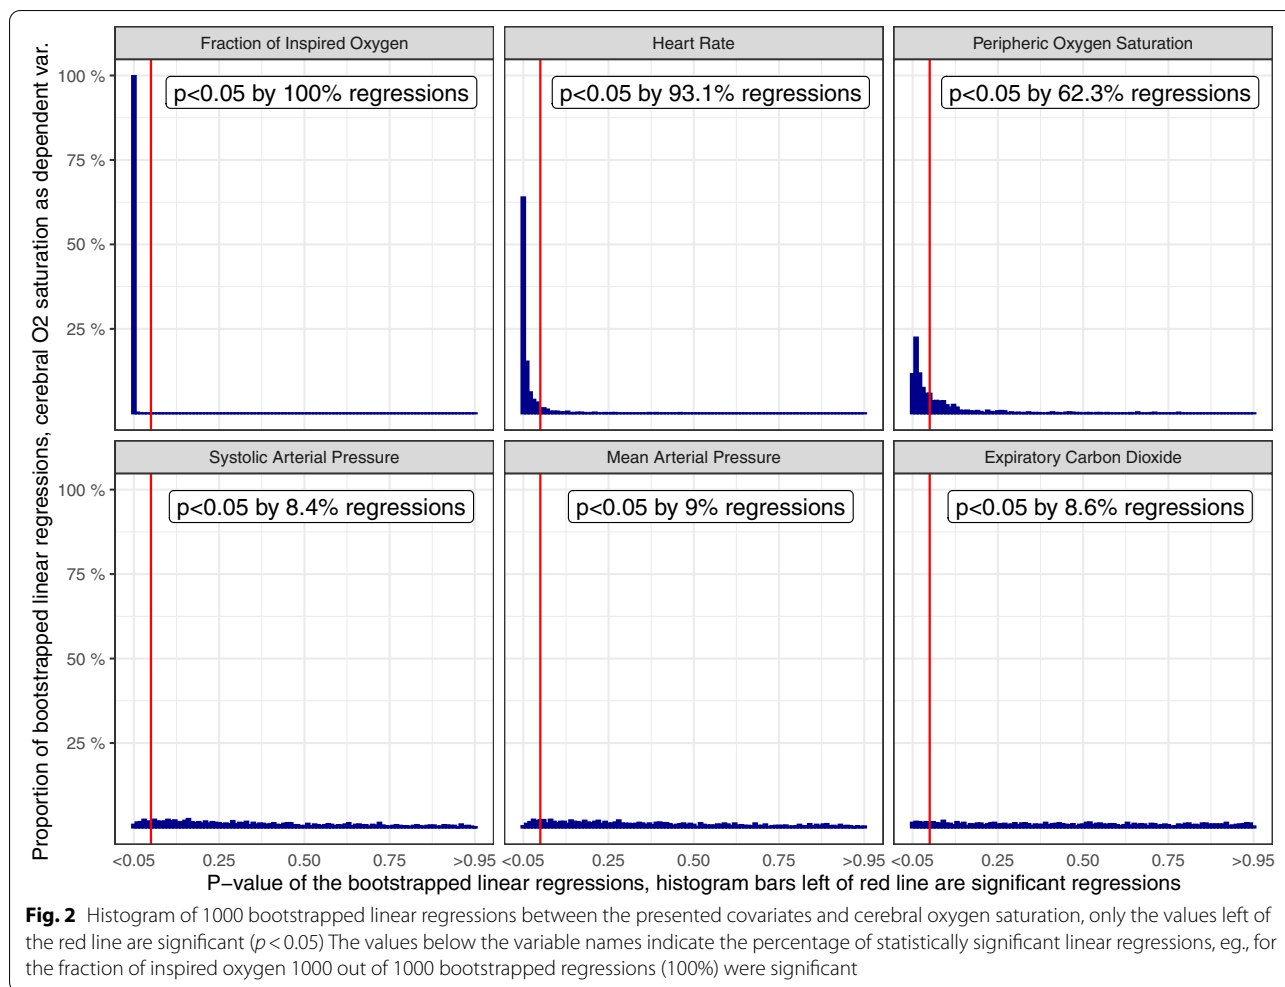 Proportion of bootstrapped linear regressions, cerebral O2 saturation as dependent var.
Fraction of Inspired Oxygen
Heart Rate
Peripheric Oxygen Saturation
100 %
75 %
50 %
25 %
p<0.05 by 100% regressions
p<0.05 by 93.1% regressions
p<0.05 by 62.3% regressions
Systolic Arterial Pressure
Mean Arterial Pressure
Expiratory Carbon Dioxide
100 %
75 %
50 %
25 %
p<0.05 by 8.4% regressions
p<0.05 by 9% regressions
p<0.05 by 8.6% regressions
<0.05 0.25 0.50 0.75 >0.95
<0.05 0.25 0.50 0.75 >0.95
<0.05 0.25 0.50 0.75 >0.95
P−value of the bootstrapped linear regressions, histogram bars left of red line are significant regressions
Fig. 2 Histogram of 1000 bootstrapped linear regressions between the presented covariates and cerebral oxygen saturation, only the values left of
the red line are significant (p < 0.05) The values below the variable names indicate the percentage of statistically significant linear regressions, eg., for
the fraction of inspired oxygen 1000 out of 1000 bootstrapped regressions (100%) were significant